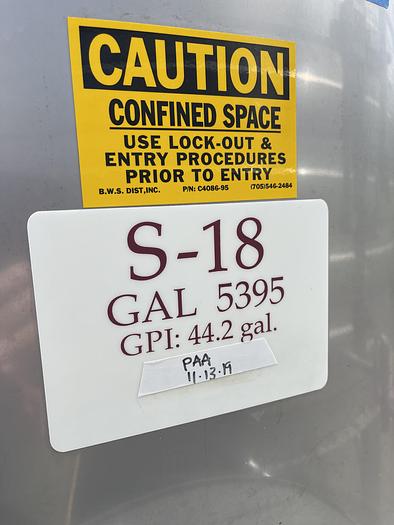 CAUTION
CONFINED SPACE
USE LOCK-OUT &
ENTRY PROCEDURES
PRIOR TO ENTRY
B.W.S. DIST,INC. P/N: C4086-95 (705)546-2484
S-18
GAL 5395
GPI: 44.2 gal.
PAA
11-13-19